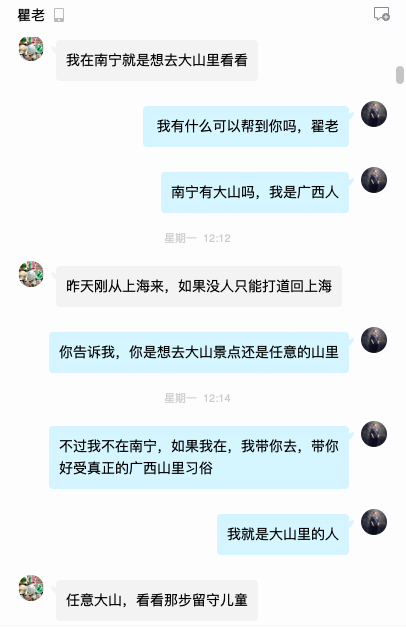 瞿老
我在南宁就是想去大山里看看
我有什么可以帮到你吗，翟老
南宁有大山吗，我是广西人
星期一 12:12
昨天刚从上海来，如果没人只能打道回上海
你告诉我，你是想去大山景点还是任意的山里
星期一 12:14
不过我不在南宁，如果我在，我带你去，带你
好受真正的广西山里习俗
我就是大山里的人
任意大山，看看那步留守儿童